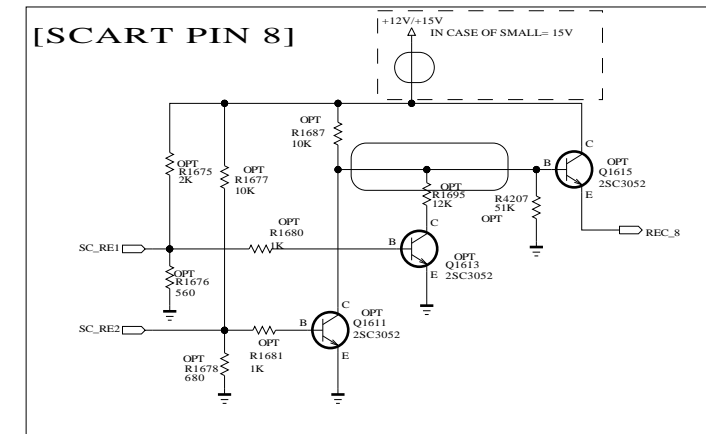 [SCART PIN 8]
+12V/+15V
IN CASE OF SMALL= 15V
OPT
R1687
10K
OPT
R1675
2K
OPT
R1677
10K
OPT
R1695
12K
R4207
51K
OPT
C
B
E
OPT
Q1615
2SC3052
REC_8
OPT
R1680
1K
SC_RE1
B
C
E
OPT
Q1613
2SC3052
OPT
R1676
560
SC_RE2
OPT
R1678
680
OPT
R1681
1K
B
C
E
OPT
Q1611
2SC3052